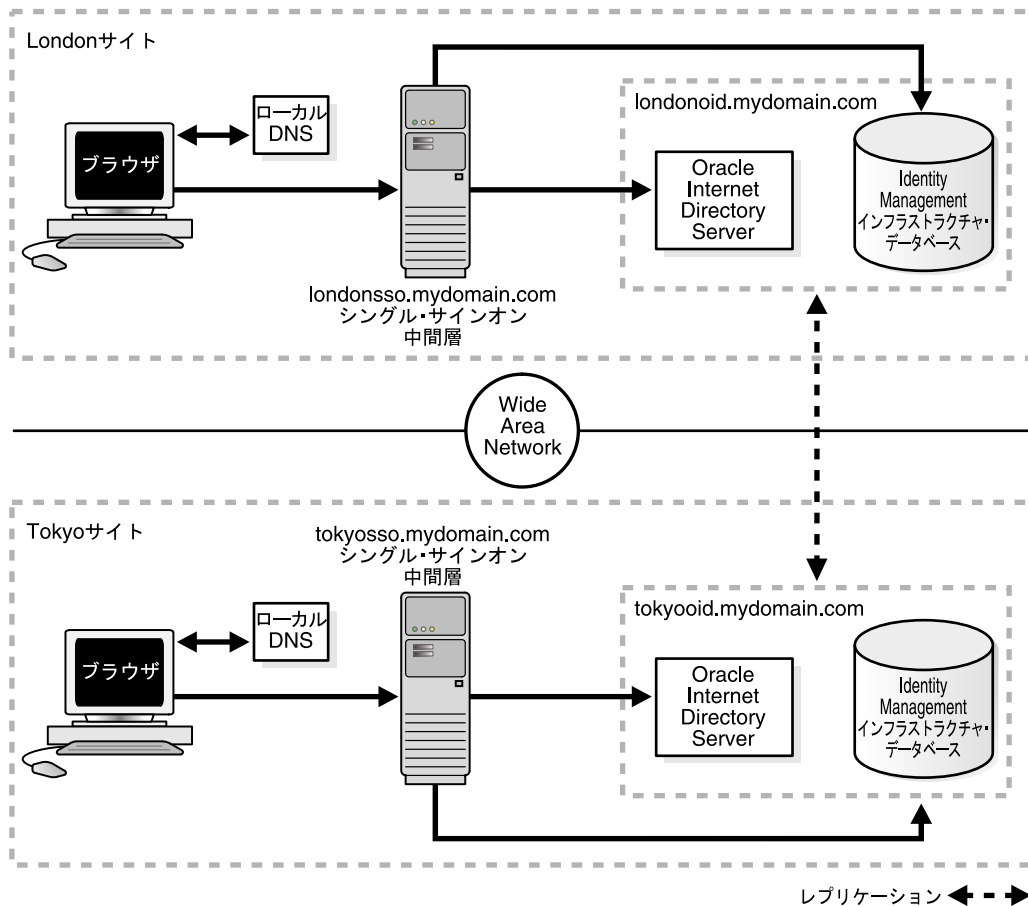 Londonサイト
ローカル
DNS
ブラウザ
londonsso.mydomain.com
シングル・サインオン
中間層
londonoid.mydomain.com
Oracle
Internet
Directory
Server
Identity
Management
インフラストラクチャ・
データベース
Wide
Area
Network
Tokyoサイト
tokyosso.mydomain.com
シングル・サインオン
中間層
ローカル
DNS
ブラウザ
tokyooid.mydomain.com
Oracle
Internet
Directory
Server
Identity
Management
インフラストラクチャ・
データベース
レプリケーション